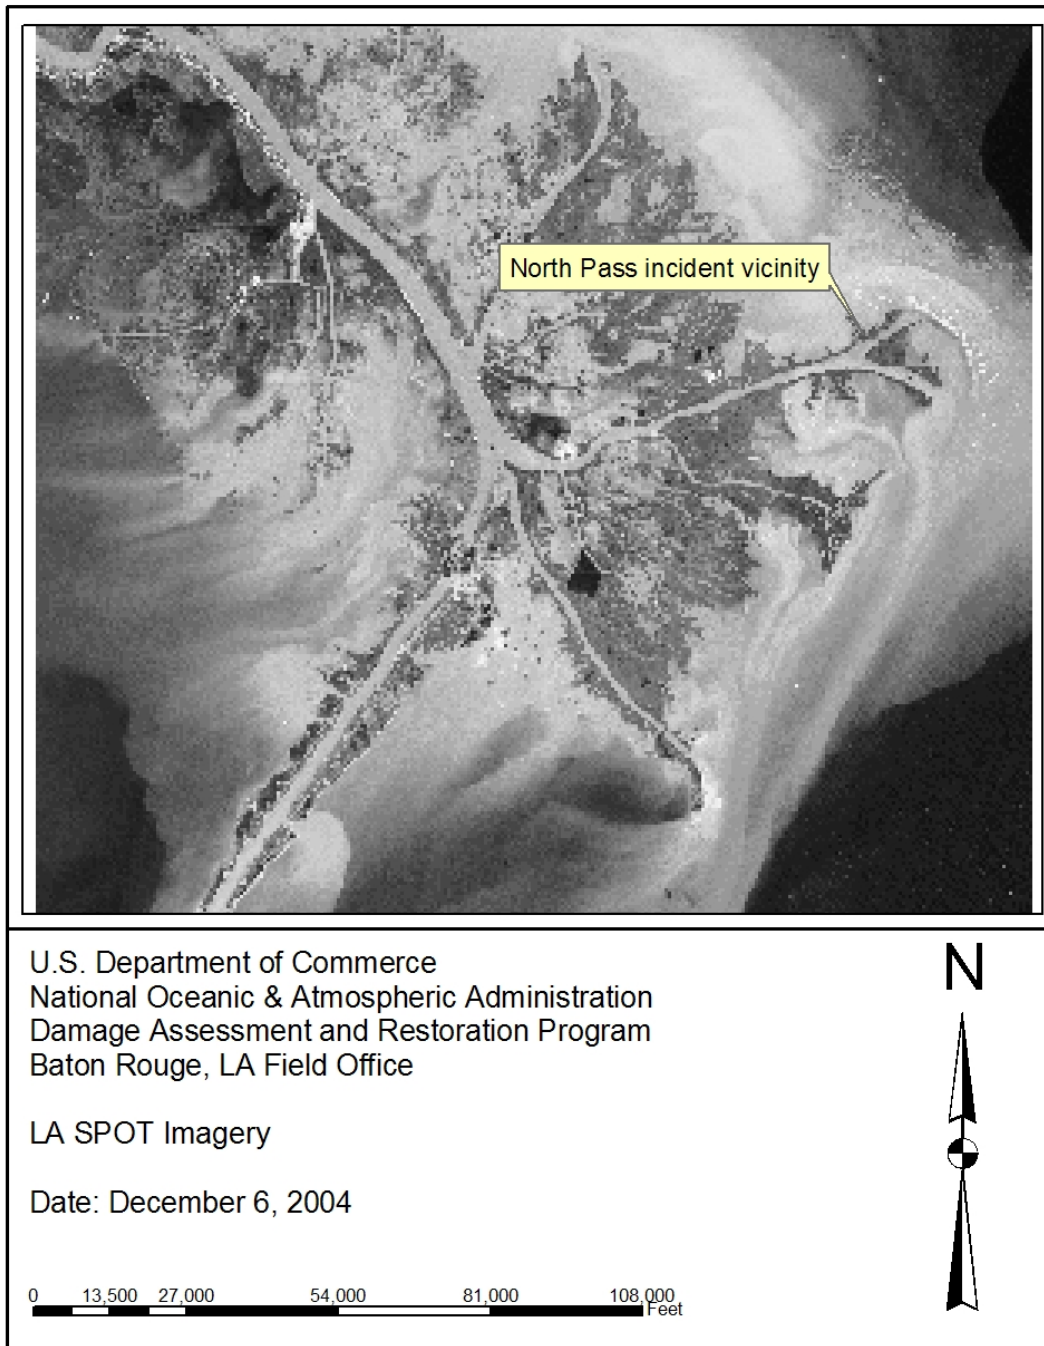 North Pass incident vicinity
U.S. Department of Commerce
National Oceanic & Atmospheric Administration
Damage Assessment and Restoration Program
Baton Rouge, LA Field Office
LA SPOT Imagery
Date: December 6, 2004
N
0 13,500 27,000 54,000 81,000 108,000
Feet